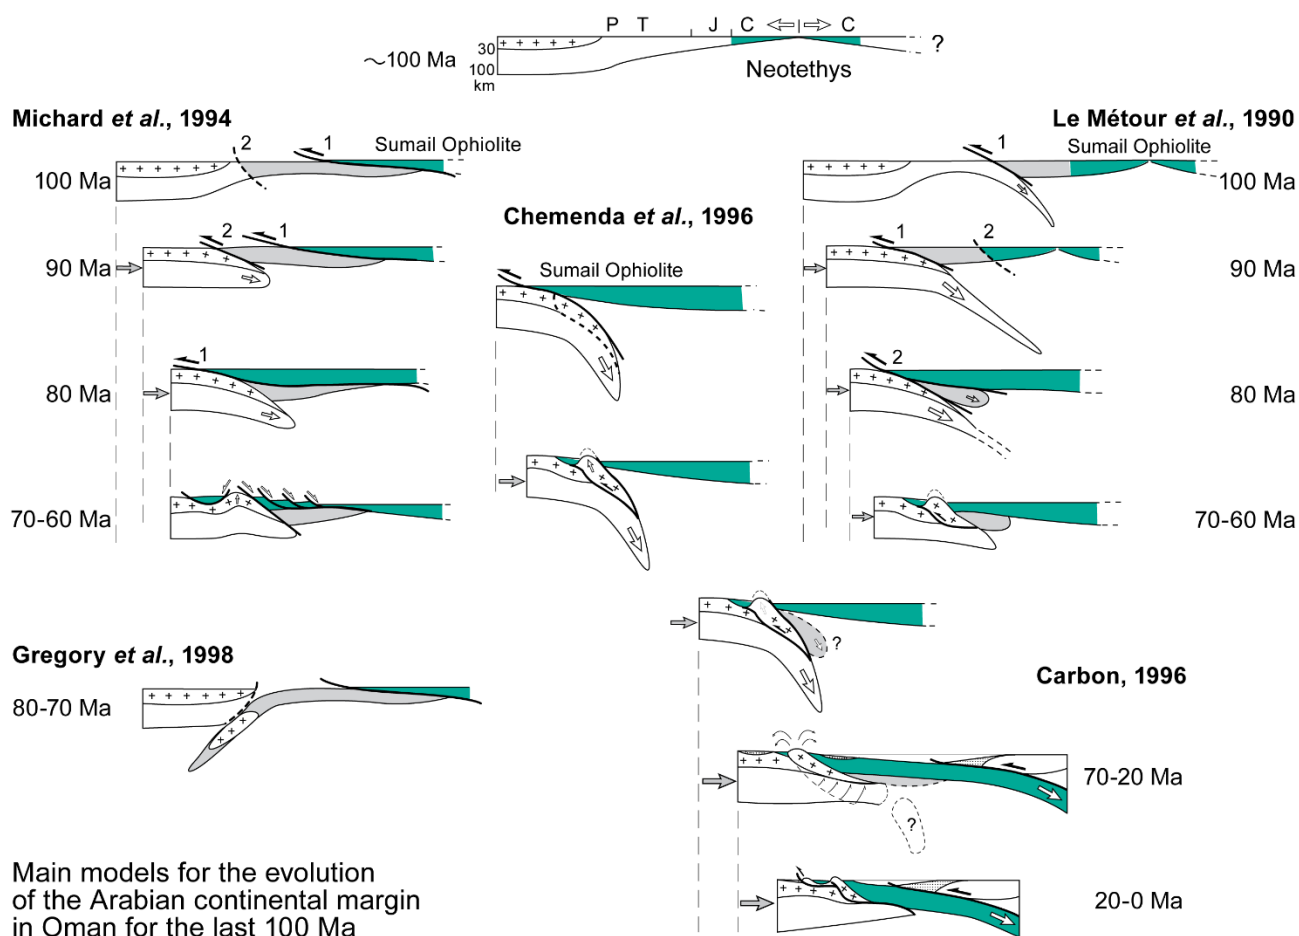 P T J C C
30
~100 Ma
100
km
?
Neotethys
Michard et al., 1994
2 1
Sumail Ophiolite
100 Ma
2 1
90 Ma
1
80 Ma
70-60 Ma
Chemenda et al., 1996
Sumail Ophiolite
Le Métour et al., 1990
1
Sumail Ophiolite
100 Ma
1 2
90 Ma
2
80 Ma
70-60 Ma
Gregory et al., 1998
80-70 Ma
?
Carbon, 1996
70-20 Ma
?
20-0 Ma
Main models for the evolution
of the Arabian continental margin
in Oman for the last 100 Ma